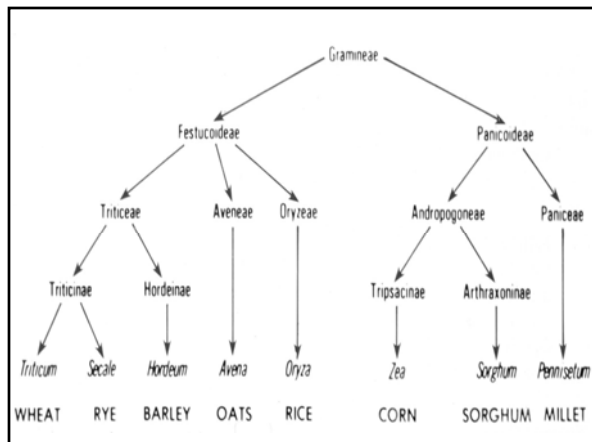 Gramineae
Festucoideae Panicoideae
Triticeae Aveneae Oryzeae Andropogoneae Paniceae
Triticinae Hordeinae Tripsacinae Arthraxoninae
Triticum Secale Hordeum Avena Oryza Zea Sorghum Pennisetum
WHEAT RYE BARLEY OATS RICE CORN SORGHUM MILLET